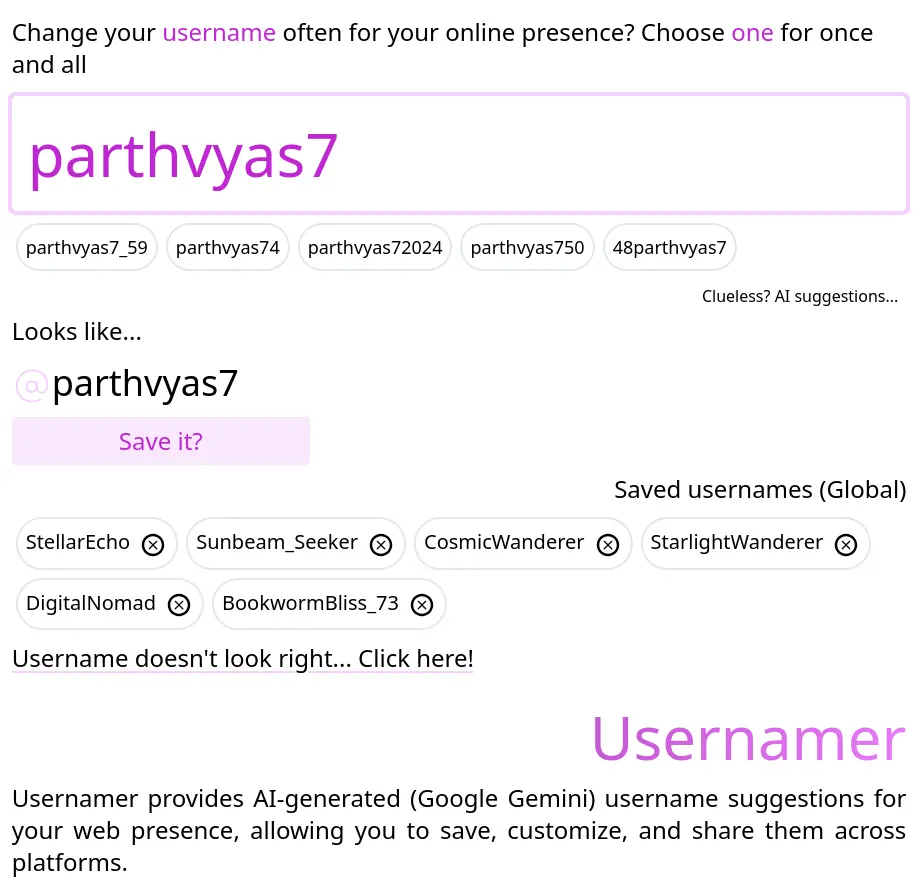 Change your username often for your online presence? Choose one for once
and all
parthvyas7
parthvyas7_59 parthvyas74 parthvyas72024 parthvyas750 48parthvyas7
Clueless? AI suggestions...
Looks like...
@parthvyas7
Save it?
Saved usernames (Global)
StellarEcho Sunbeam_Seeker CosmicWanderer StarlightWanderer
DigitalNomad BookwormBliss_73
Username doesn't look right... Click here!
Usernamer
Usernamer provides AI-generated (Google Gemini) username suggestions for
your web presence, allowing you to save, customize, and share them across
platforms.